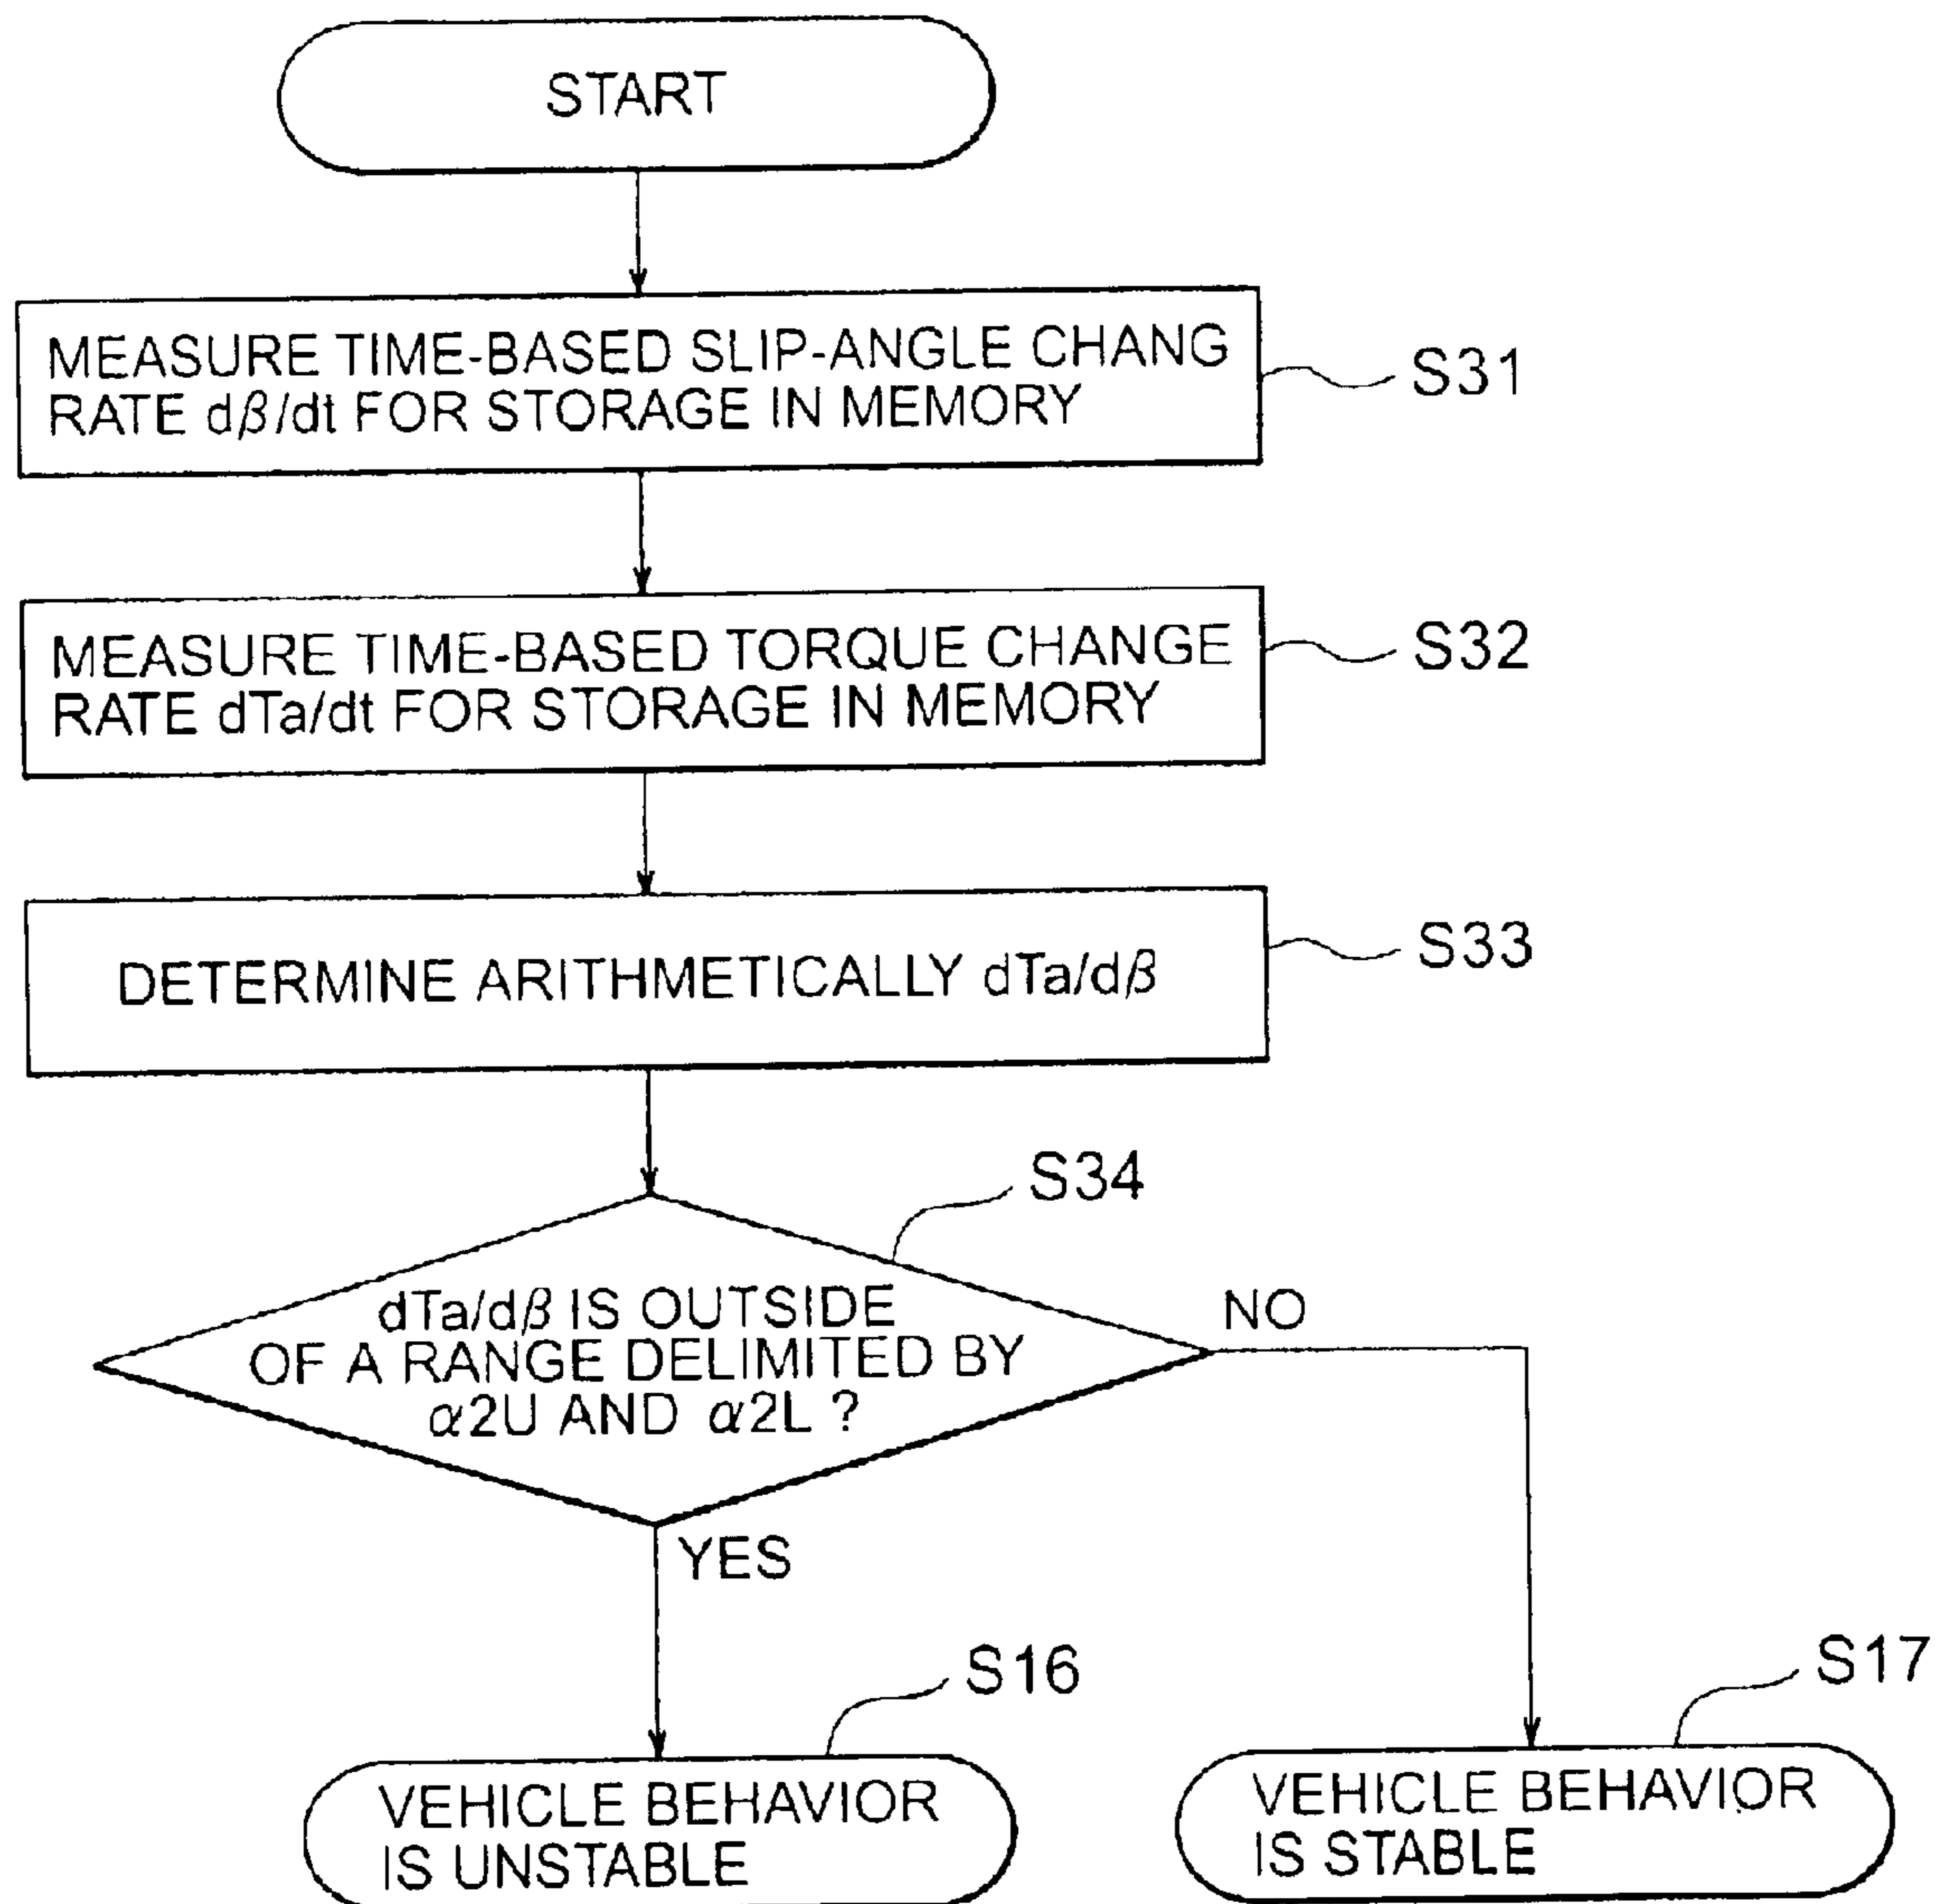 START
MEASURE TIME-BASED SLIP-ANGLE CHANG
RATE dβ/dt FOR STORAGE IN MEMORY
S31
MEASURE TIME-BASED TORQUE CHANGE
RATE dTa/dt FOR STORAGE IN MEMORY
S32
DETERMINE ARITHMETICALLY dTa/dβ
S33
S34
dTa/dβ IS OUTSIDE
OF A RANGE DELIMITED BY
α2U AND α2L ?
NO
YES
S16
VEHICLE BEHAVIOR
IS UNSTABLE
S17
VEHICLE BEHAVIOR
IS STABLE